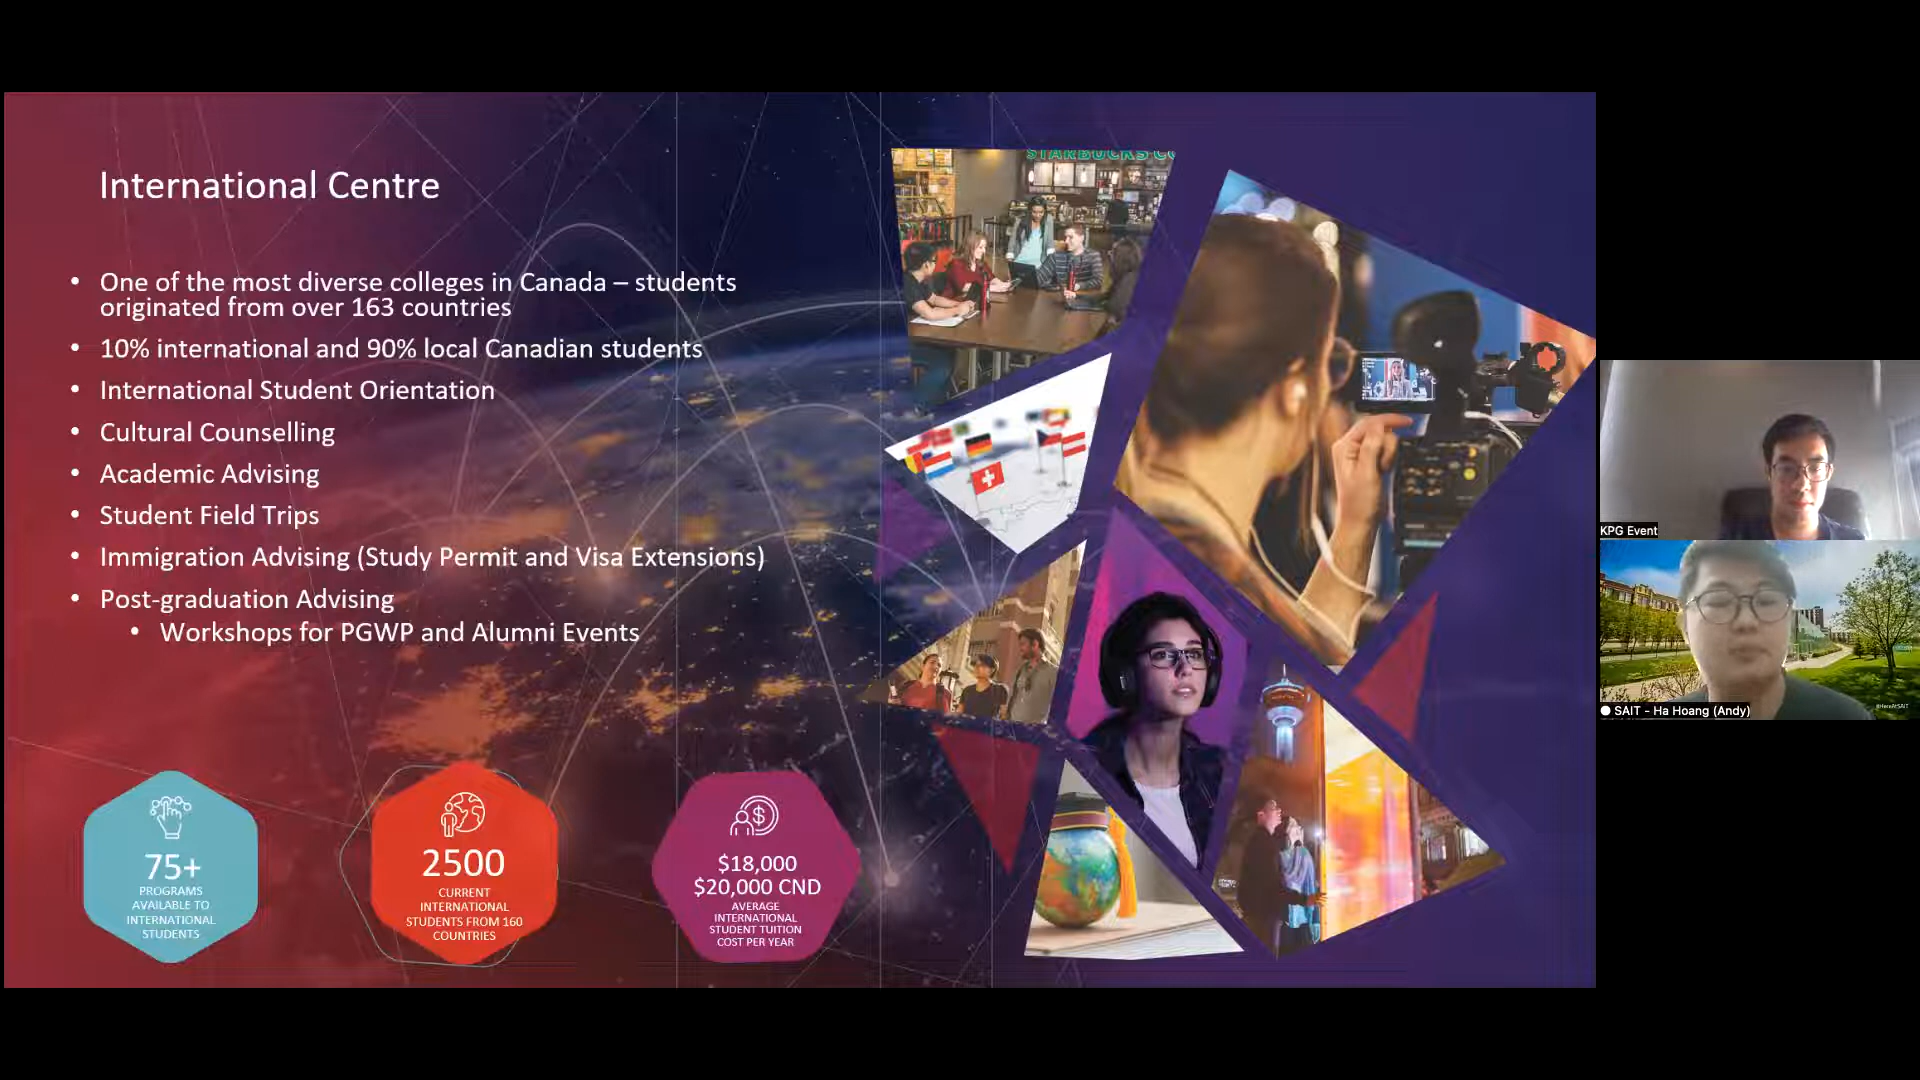 International Centre
• One of the most diverse colleges in Canada – students
originated from over 163 countries
• 10% international and 90% local Canadian students
• International Student Orientation
• Cultural Counselling
• Academic Advising
• Student Field Trips
• Immigration Advising (Study Permit and Visa Extensions)
• Post-graduation Advising
• Workshops for PGWP and Alumni Events
75+
PROGRAMS
AVAILABLE TO
INTERNATIONAL
STUDENTS
2500
CURRENT
INTERNATIONAL
STUDENTS FROM 160
COUNTRIES
$18,000
$20,000 CND
AVERAGE
INTERNATIONAL
STUDENT TUITION
COST PER YEAR
STARBUCKS CO
KPG Event
SAIT - Ha Hoang (Andy)
#HereAtSAIT